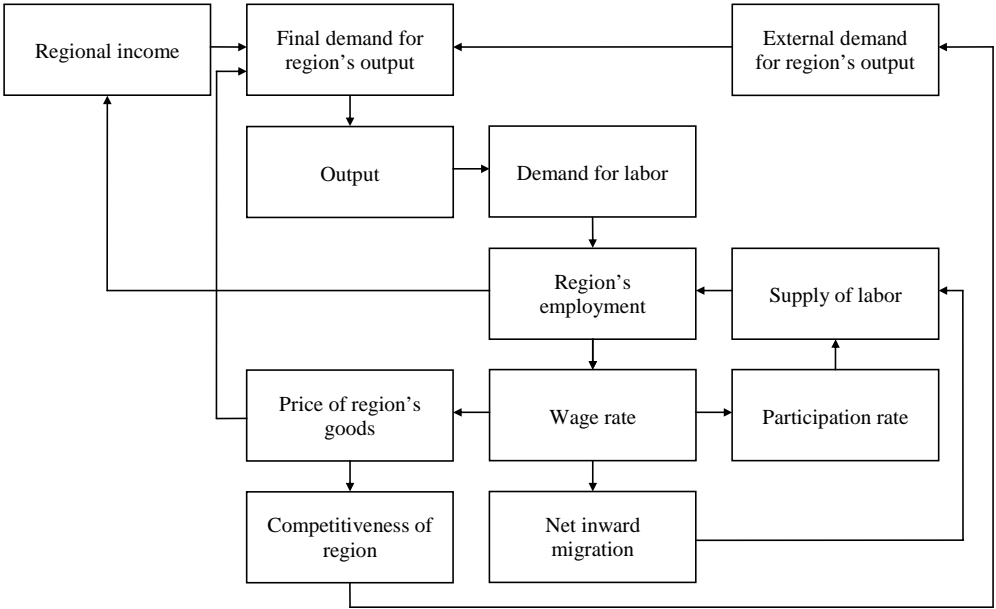 Regional income
Final demand for
region's output
External demand
for region's output
Output
Demand for labor
Region's
employment
Supply of labor
Price of region's
goods
Wage rate
Participation rate
Competitiveness of
region
Net inward
migration